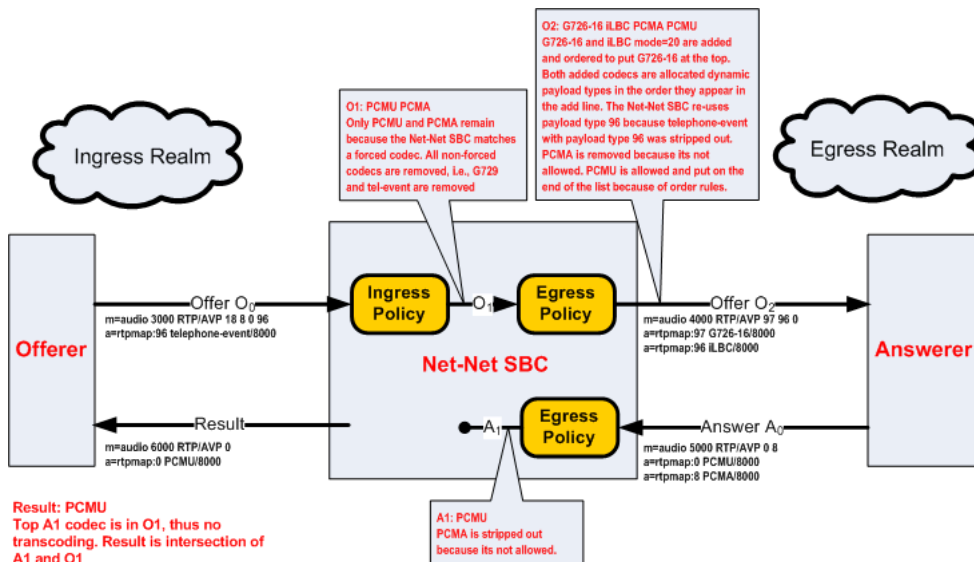 O2: G726-16 iLBC PCMA PCMU
G726-16 and iLBC mode=20 are added
and ordered to put G726-16 at the top.
Both added codecs are allocated dynamic
payload types in the order they appear in
the add line. The Net-Net SBC re-uses
payload type 96 because telephone-event
with payload type 96 was stripped out.
PCMA is removed because its not
allowed. PCMU is allowed and put on the
end of the list because of order rules.
O1: PCMU PCMA
Only PCMU and PCMA remain
because the Net-Net SBC matches
a forced codec. All non-forced
codecs are removed, i.e., G729
and tel-event are removed
Ingress Realm
Egress Realm
Offerer
Offer O0
m=audio 3000 RTP/AVP 18 8 0 96
a=rtpmap:96 telephone-event/8000
Ingress
Policy
O1
Egress
Policy
Offer O2
m=audio 4000 RTP/AVP 97 96 0
a=rtpmap:97 G726-16/8000
a=rtpmap:96 iLBC/8000
Answerer
Net-Net SBC
Result
m=audio 6000 RTP/AVP 0
a=rtpmap:0 PCMU/8000
A1
Egress
Policy
Answer A0
m=audio 5000 RTP/AVP 0 8
a=rtpmap:0 PCMU/8000
a=rtpmap:8 PCMA/8000
Result: PCMU
Top A1 codec is in O1, thus no
transcoding. Result is intersection of
A1 and O1
A1: PCMU
PCMA is stripped out
because its not allowed.